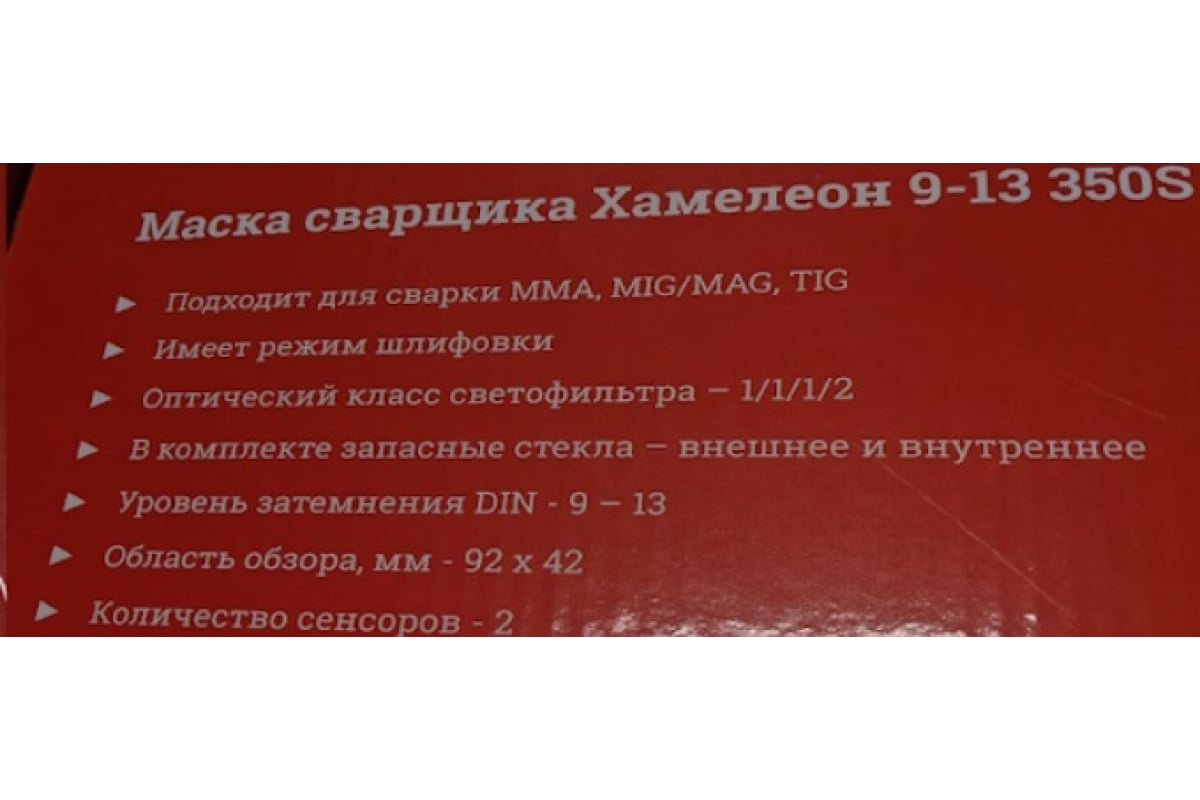 Маска сварщика Хамелеон 9-13 350S
► Подходит для сварки MMA, MIG/MAG, TIG
► Имеет режим шлифовки
► Оптический класс светофильтра – 1/1/1/2
► В комплекте запасные стекла – внешнее и внутреннее
► Уровень затемнения DIN - 9 – 13
► Область обзора, мм - 92 x 42
► Количество сенсоров - 2